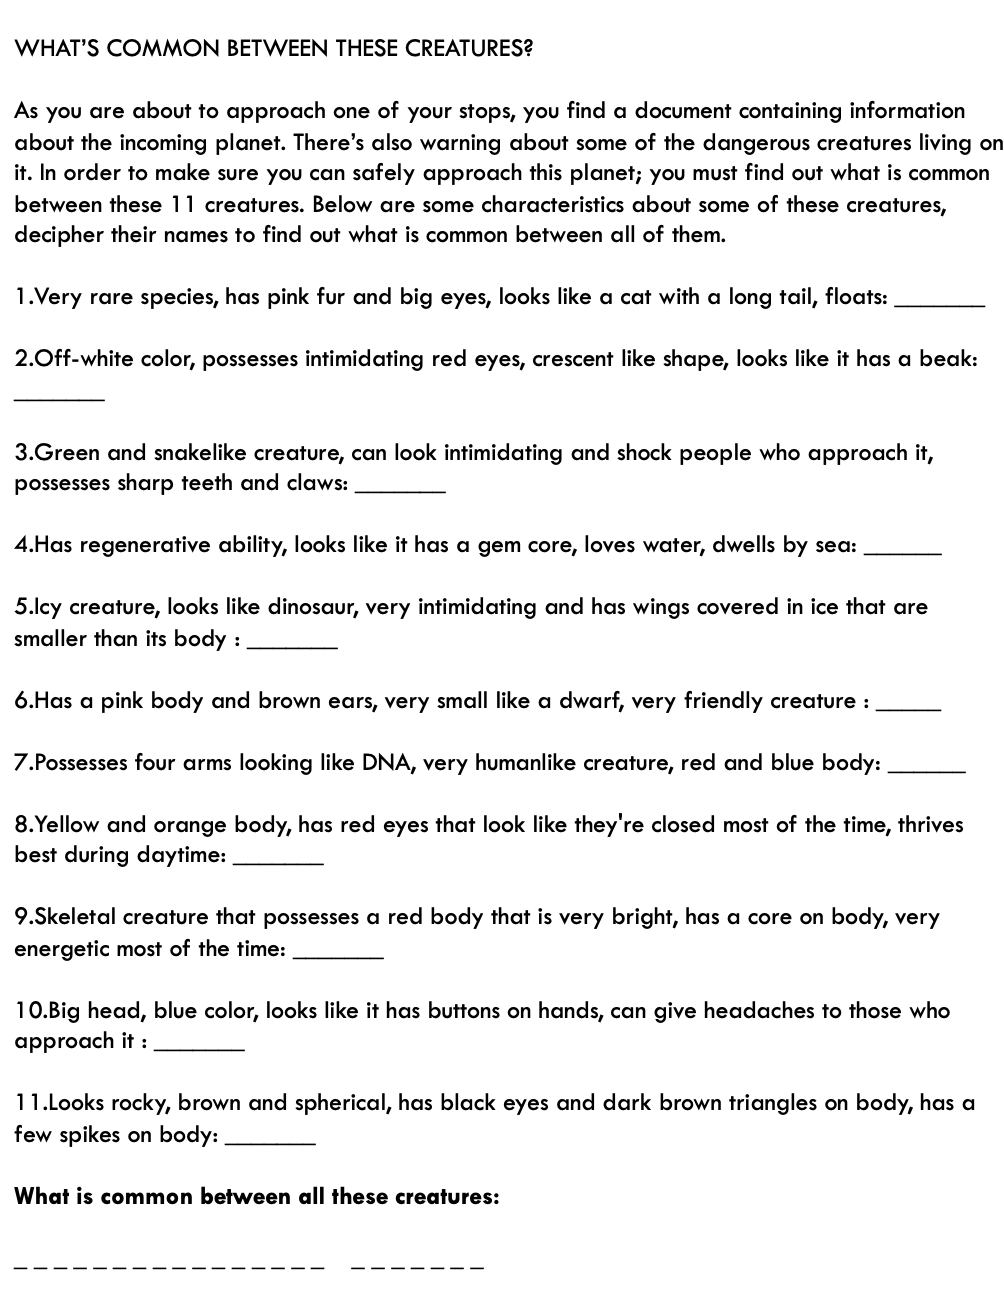 WHAT’S COMMON BETWEEN THESE CREATURES?
As you are about to approach one of your stops, you find a document containing information
about the incoming planet. There’s also warning about some of the dangerous creatures living on
it. In order to make sure you can safely approach this planet; you must find out what is common
between these 11 creatures. Below are some characteristics about some of these creatures,
decipher their names to find out what is common between all of them.
1.Very rare species, has pink fur and big eyes, looks like a cat with a long tail, floats: _______
2.Off-white color, possesses intimidating red eyes, crescent like shape, looks like it has a beak:
_______
3.Green and snakelike creature, can look intimidating and shock people who approach it,
possesses sharp teeth and claws: _______
4.Has regenerative ability, looks like it has a gem core, loves water, dwells by sea: ______
5.Icy creature, looks like dinosaur, very intimidating and has wings covered in ice that are
smaller than its body : _______
6.Has a pink body and brown ears, very small like a dwarf, very friendly creature : _____
7.Possesses four arms looking like DNA, very humanlike creature, red and blue body: ______
8.Yellow and orange body, has red eyes that look like they're closed most of the time, thrives
best during daytime: _______
9.Skeletal creature that possesses a red body that is very bright, has a core on body, very
energetic most of the time: _______
10.Big head, blue color, looks like it has buttons on hands, can give headaches to those who
approach it : _______
11.Looks rocky, brown and spherical, has black eyes and dark brown triangles on body, has a
few spikes on body: _______
What is common between all these creatures:
_ _ _ _ _ _ _ _ _ _ _ _ _ _ _ _ _ _ _ _ _ _ _